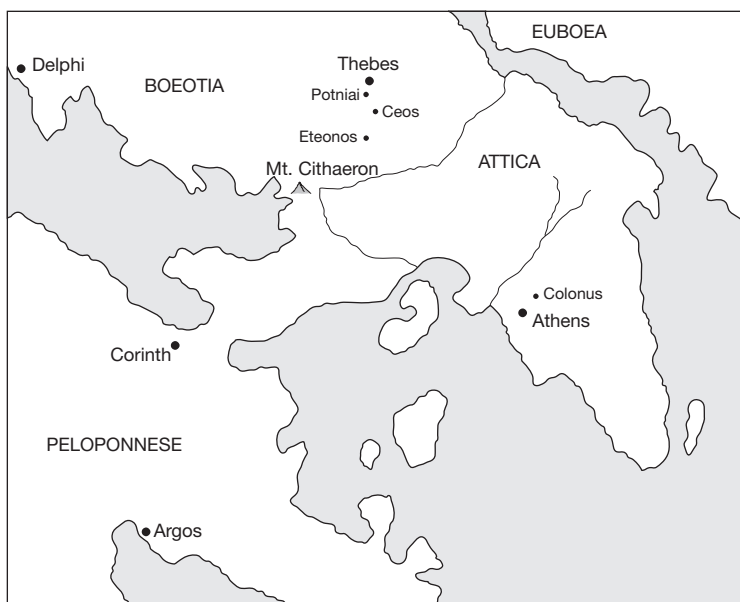 EUBOEA
Delphi
Thebes
BOEOTIA
Potniai
Ceos
Eteonos
ATTICA
Mt. Cithaeron
Colonus
Athens
Corinth
PELOPONNESE
Argos